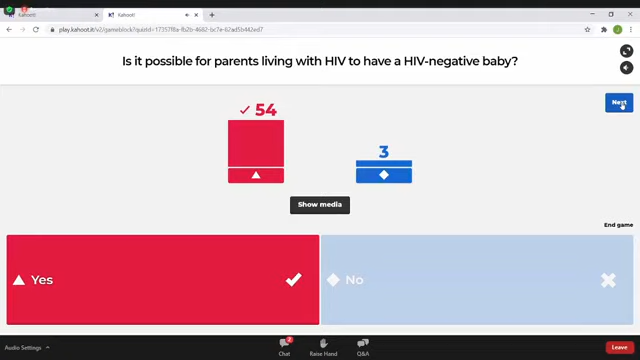 Kahoot!
Kahoot!
play.kahoot.it/v2/gameblock?quizId=17357f8a-fb2b-4682-bc7e-82ad5b442ed7
Is it possible for parents living with HIV to have a HIV-negative baby?
Next
54
3
Show media
End game
Yes
No
Audio Settings
Chat
2
Raise Hand
Q&A
Leave